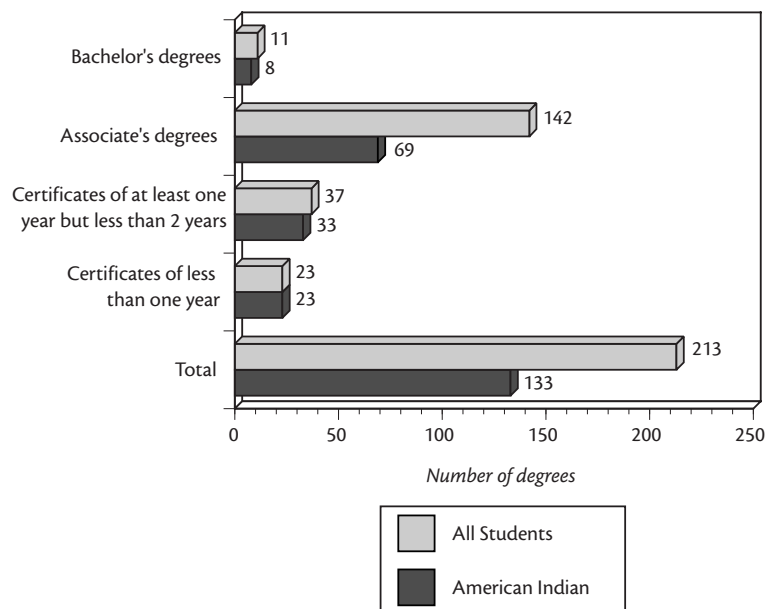 Bachelor's degrees
11
8
Associate's degrees
142
69
Certificates of at least one
year but less than 2 years
37
33
Certificates of less
than one year
23
23
Total
213
133
0 50 100 150 200 250
Number of degrees
All Students
American Indian